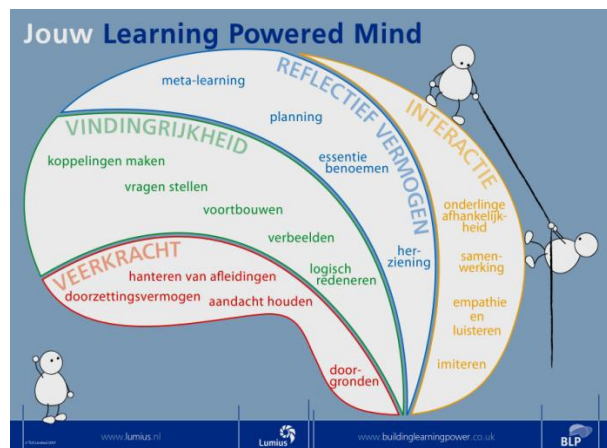 Jouw Learning Powered Mind
REFLECTIEF VERMOGEN
meta-learning
planning
essentie
benoemen
her-
ziening
INTERACTIE
onderlinge
afhankelijk-
heid
samen-
werking
empathie
en
luisteren
imiteren
VINDINGRIJKHEID
koppelingen maken
vragen stellen
voortbouwen
verbeelden
logisch
redeneren
VEERKRACHT
hanteren van afleidingen
doorzettingsvermogen
aandacht houden
door-
gronden
www.lumius.nl
Lumius
www.buildinglearningpower.co.uk
BLP